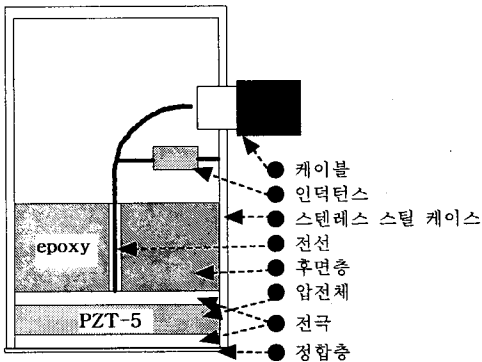 케이블
인덕턴스
스텐레스 스틸 케이스
epoxy
전선
후면층
압전체
PZT-5
전극
정합층